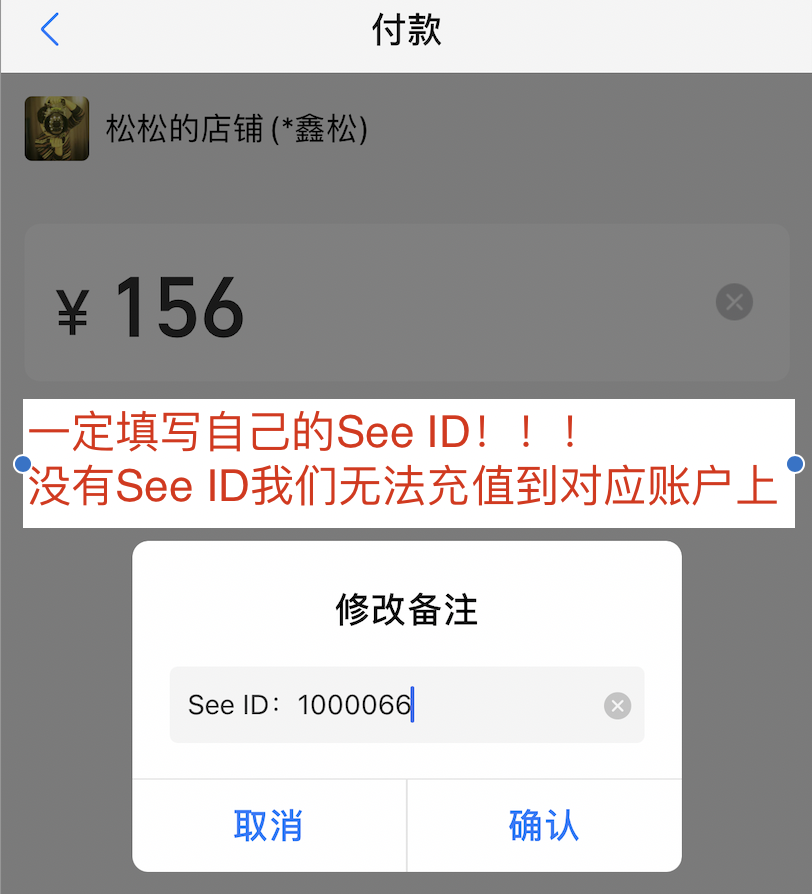 付款
松松的店铺(*鑫松)
¥ 156
一定填写自己的See ID！！！
没有See ID我们无法充值到对应账户上
修改备注
See ID：1000066
取消
确认